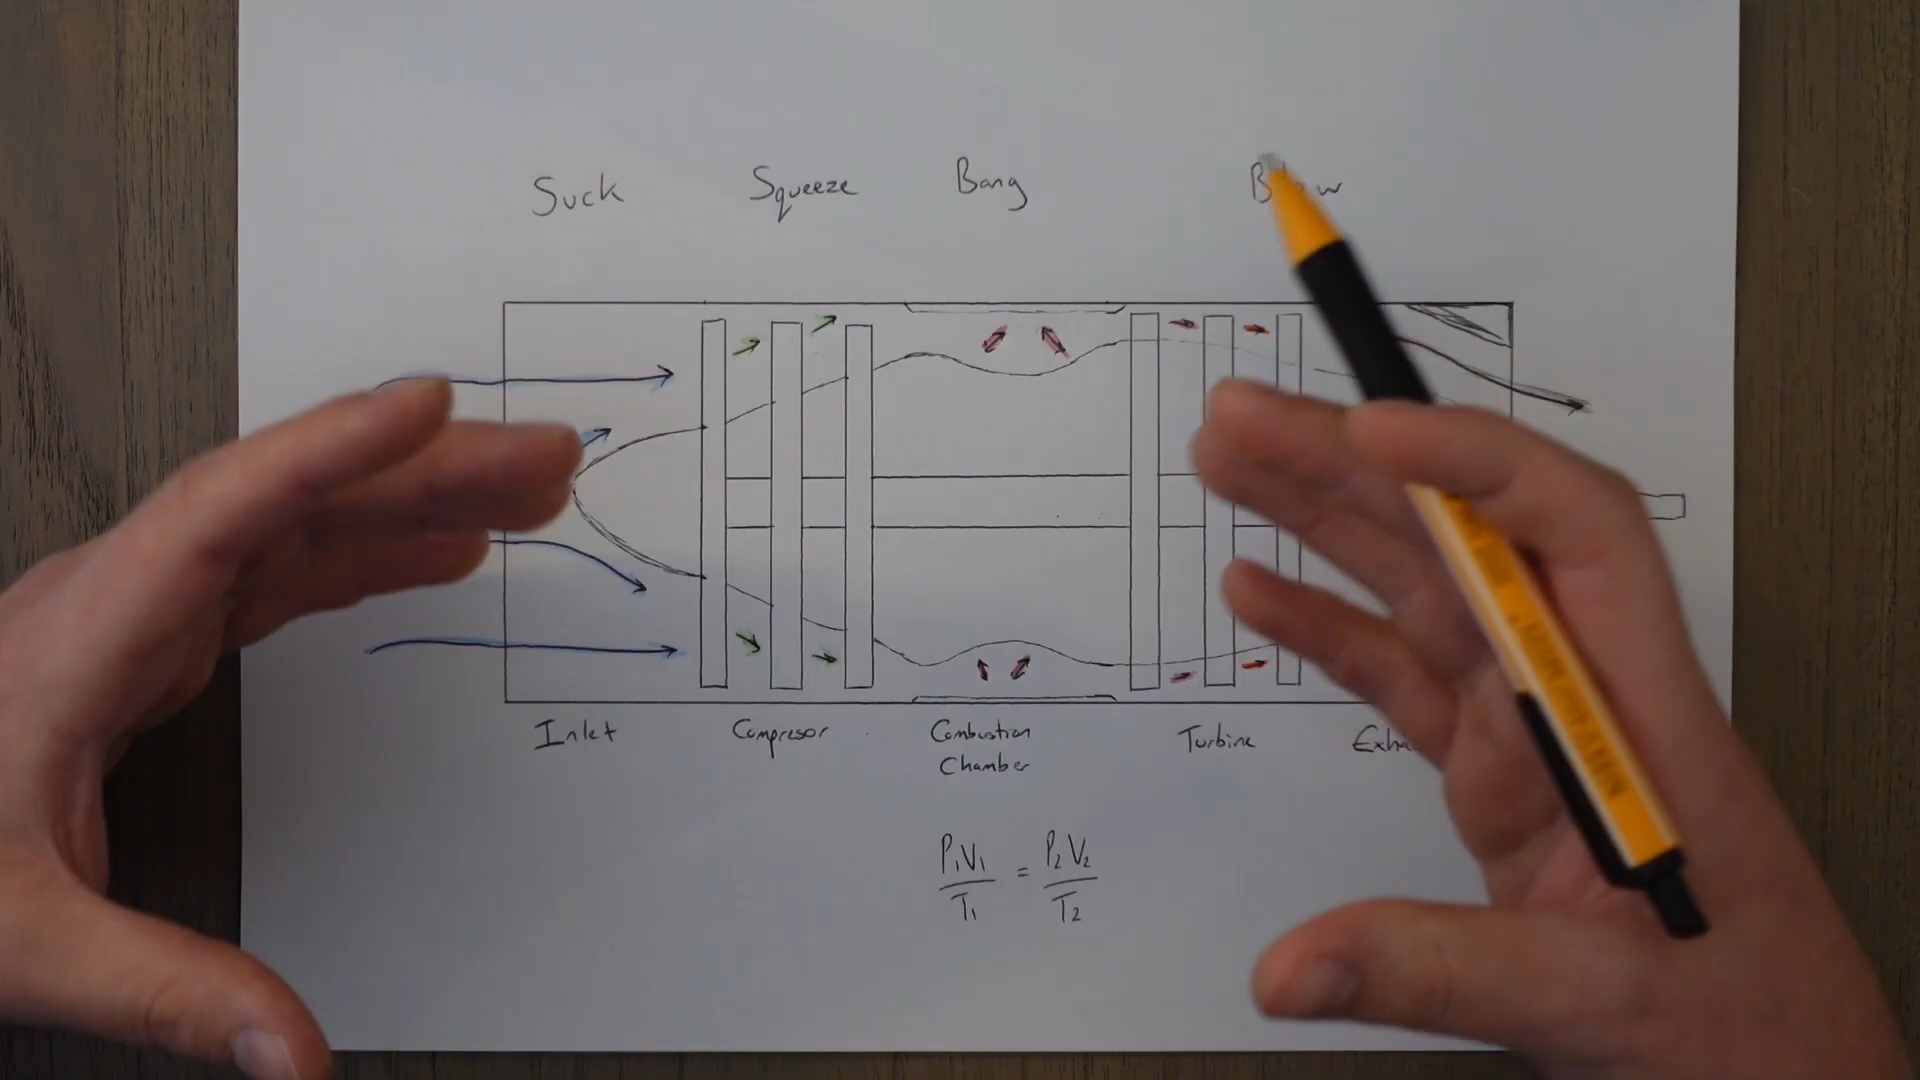 Suck Squeeze Bang
Inlet Compresor Combustion Turbine
Chamber
P₁V₁ = P₂V₂
T₁ T₂